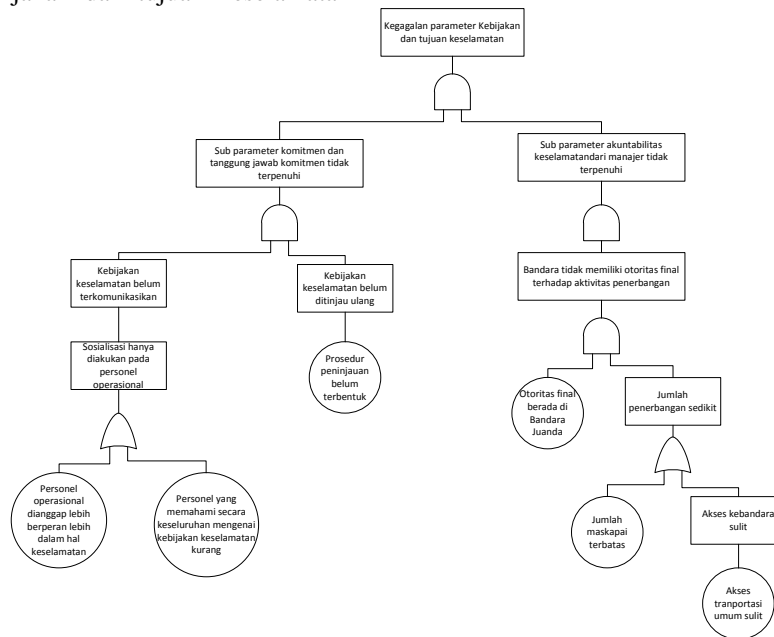 Kegagalan parameter Kebijakan
dan tujuan keselamatan
Sub parameter komitmen dan
tanggung jawab komitmen tidak
terpenuhi
Sub parameter akuntabilitas
keselamatandari manajer tidak
terpenuhi
Kebijakan
keselamatan belum
terkomunikasikan
Kebijakan
keselamatan belum
ditinjau ulang
Bandara tidak memiliki otoritas final
terhadap aktivitas penerbangan
Sosialisasi hanya
diakukan pada
personel
operasional
Prosedur
peninjauan
belum
terbentuk
Otoritas final
berada di
Bandara
Juanda
Jumlah
penerbangan sedikit
Personel
operasional
dianggap lebih
berperan lebih
dalam hal
keselamatan
Personel yang
memahami secara
keseluruhan mengenai
kebijakan keselamatan
kurang
Jumlah
maskapai
terbatas
Akses kebandara
sulit
Akses
tranportasi
umum sulit